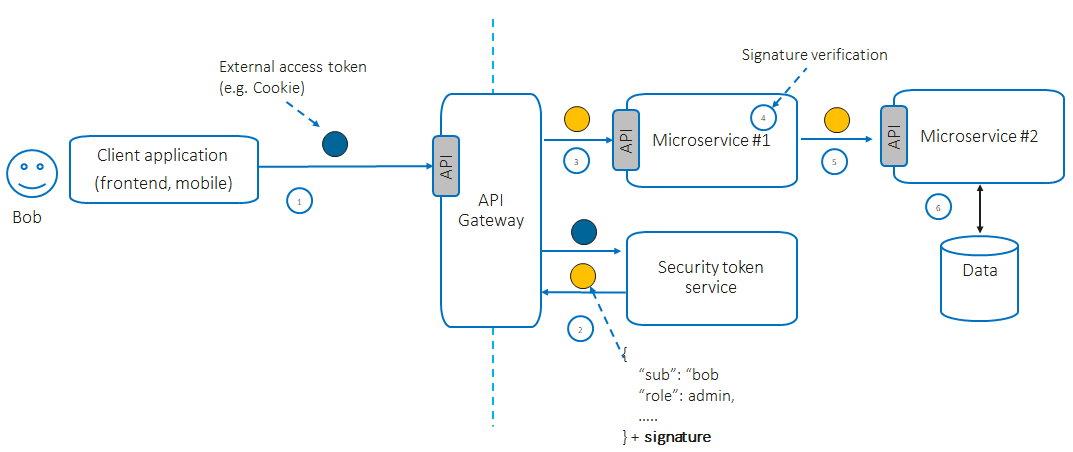 Signature verification
External access token
(e.g. Cookie)
Client application
(frontend, mobile)
Bob
1
API
API
Gateway
3
API
Microservice #1
4
5
API
Microservice #2
6
Data
Security token
service
2
{
“sub”: “bob
“role”: admin,
.....
} + signature